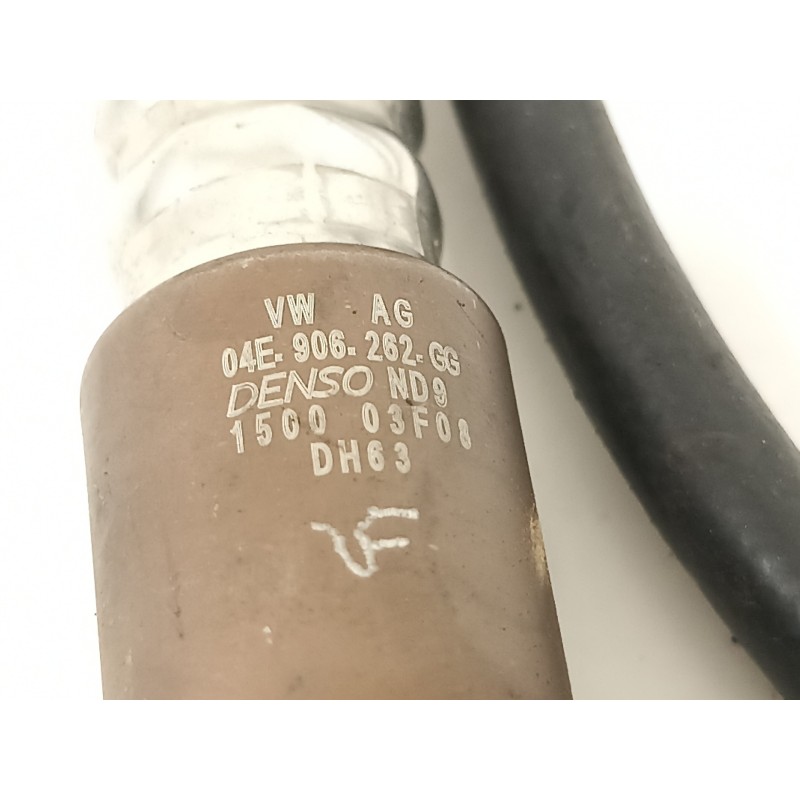 VW AG
04E-906-262-GG
DENSO ND9
1500 03F08
DH63